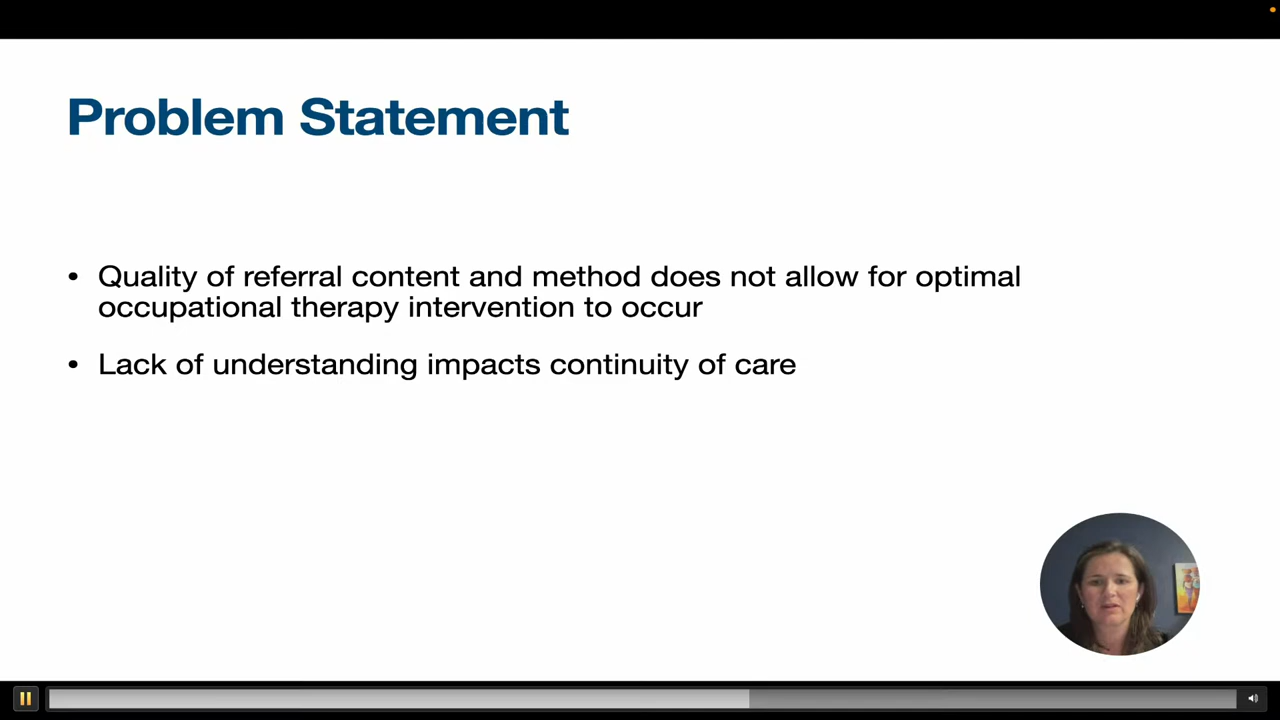 Problem Statement
• Quality of referral content and method does not allow for optimal
occupational therapy intervention to occur
• Lack of understanding impacts continuity of care